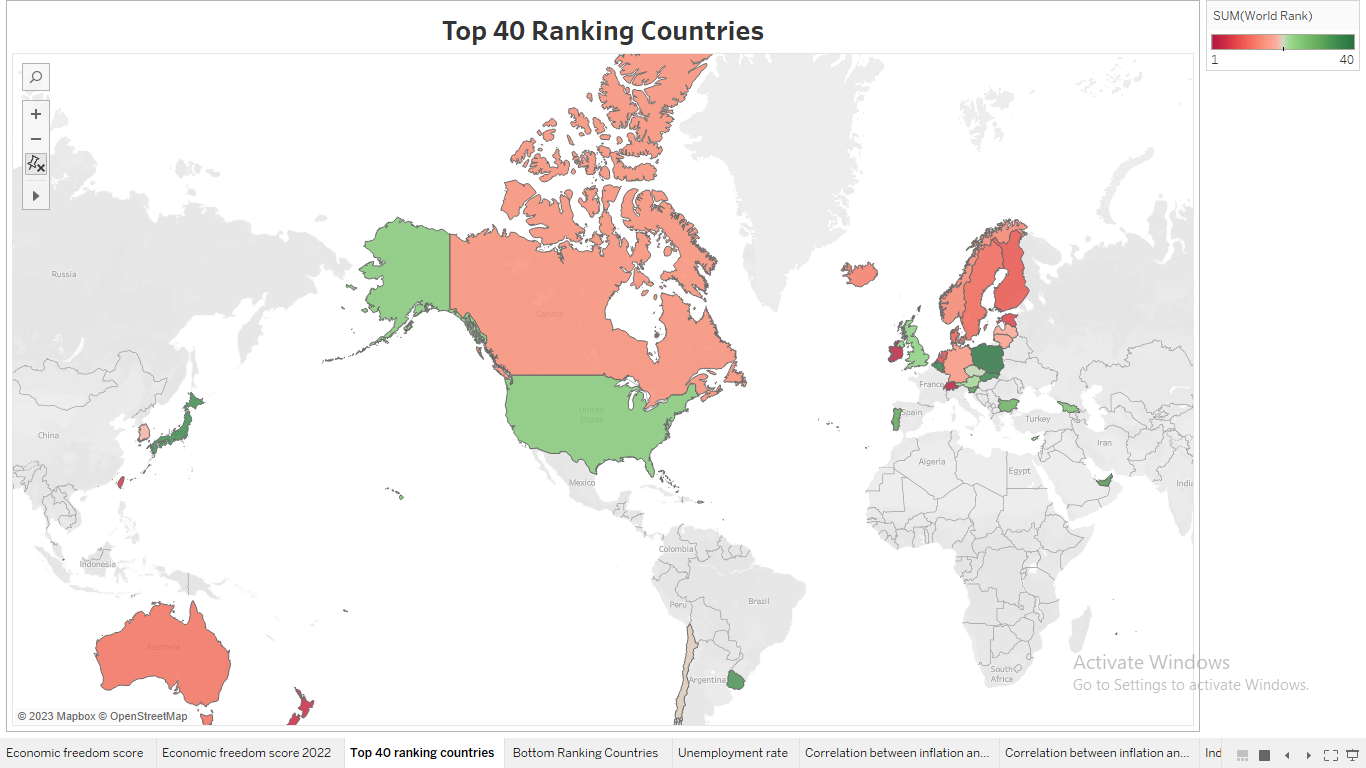 Top 40 Ranking Countries
SUM(World Rank)
1
40
Russia
Canada
United
States
France
Spain
Turkey
China
Iran
Algeria
Egypt
India
Mexico
Indonesia
Colombia
Peru
Brazil
Australia
South
Africa
Argentina
Activate Windows
Go to Settings to activate Windows.
© 2023 Mapbox © OpenStreetMap
Economic freedom score
Economic freedom score 2022
Top 40 ranking countries
Bottom Ranking Countries
Unemployment rate
Correlation between inflation an...
Correlation between inflation an...
Ind